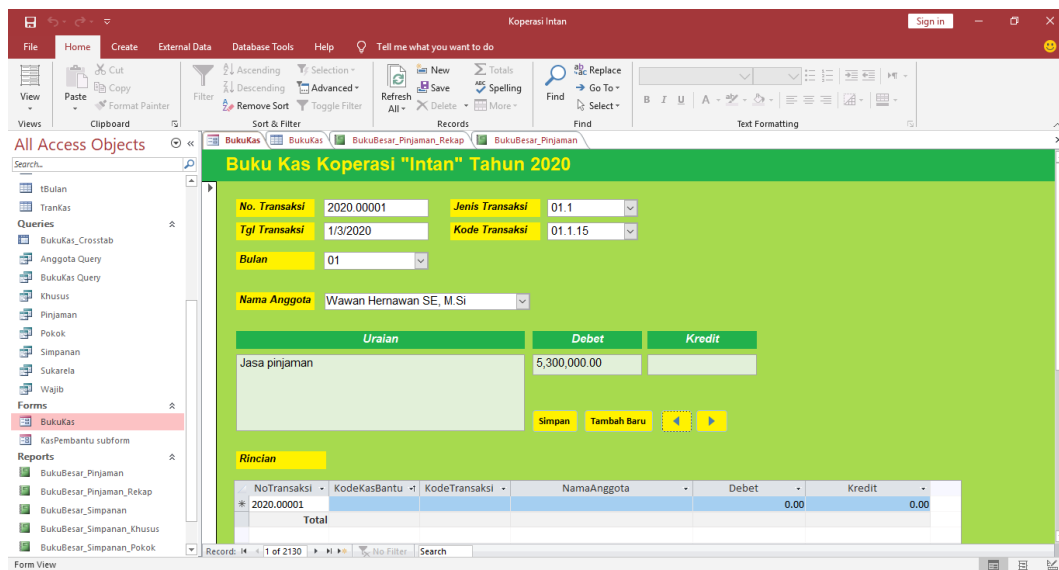 Koperasi Intan
Sign in
File Home Create External Data Database Tools Help Tell me what you want to do
View
Paste
Cut
Copy
Format Painter
Filter
Ascending
Descending
Remove Sort
Selection
Advanced
Toggle Filter
Refresh All
New
Save
Delete
Totals
Spelling
More
Find
Replace
Go To
Select
B I U A
Views Clipboard Sort & Filter Records Find Text Formatting
All Access Objects
Search...
tBulan
TranKas
Queries
BukuKas_Crosstab
Anggota Query
BukuKas Query
Khusus
Pinjaman
Pokok
Simpanan
Sukarela
Wajib
Forms
BukuKas
KasPembantu subform
Reports
BukuBesar_Pinjaman
BukuBesar_Pinjaman_Rekap
BukuBesar_Simpanan
BukuBesar_Simpanan_Khusus
BukuBesar_Simpanan_Pokok
BukuKas BukuKas BukuBesar_Pinjaman_Rekap BukuBesar_Pinjaman
Buku Kas Koperasi "Intan" Tahun 2020
No. Transaksi 2020.00001 Jenis Transaksi 01.1
Tgl Transaksi 1/3/2020 Kode Transaksi 01.1.15
Bulan 01
Nama Anggota Wawan Hernawan SE, M.Si
Uraian Debet Kredit
Jasa pinjaman 5,300,000.00
Simpan Tambah Baru
Rincian
NoTransaksi KodeKasBantu KodeTransaksi NamaAnggota Debet Kredit
2020.00001 0.00 0.00
Total
Record: 1 of 2130 No Filter Search
Form View